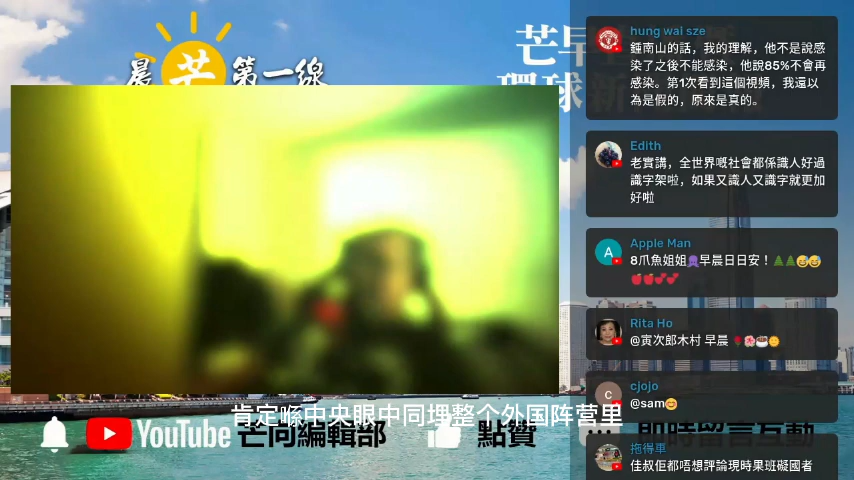 晨芒第一線
芒早
環球新
hung wai sze
鍾南山的話，我的理解，他不是說感
染了之後不能感染，他說85%不會再
感染。第1次看到這個視頻，我還以
為是假的，原來是真的。
Edith
老實講，全世界嘅社會都係識人好過
識字架啦，如果又識人又識字就更加
好啦
A
Apple Man
8爪魚姐姐🐙早晨日日安！🌲🌲😅😅
🍎🍎💕💕
Rita Ho
@寅次郎木村 早晨 🌹🌺☕🌼
c
cjojo
@sam😊
拖得車
佳叔佢都唔想評論現時果班礙國者
肯定喺中央眼中同埋整个外国阵营里
YouTube 芒向編輯部 點贊 即時留言互動